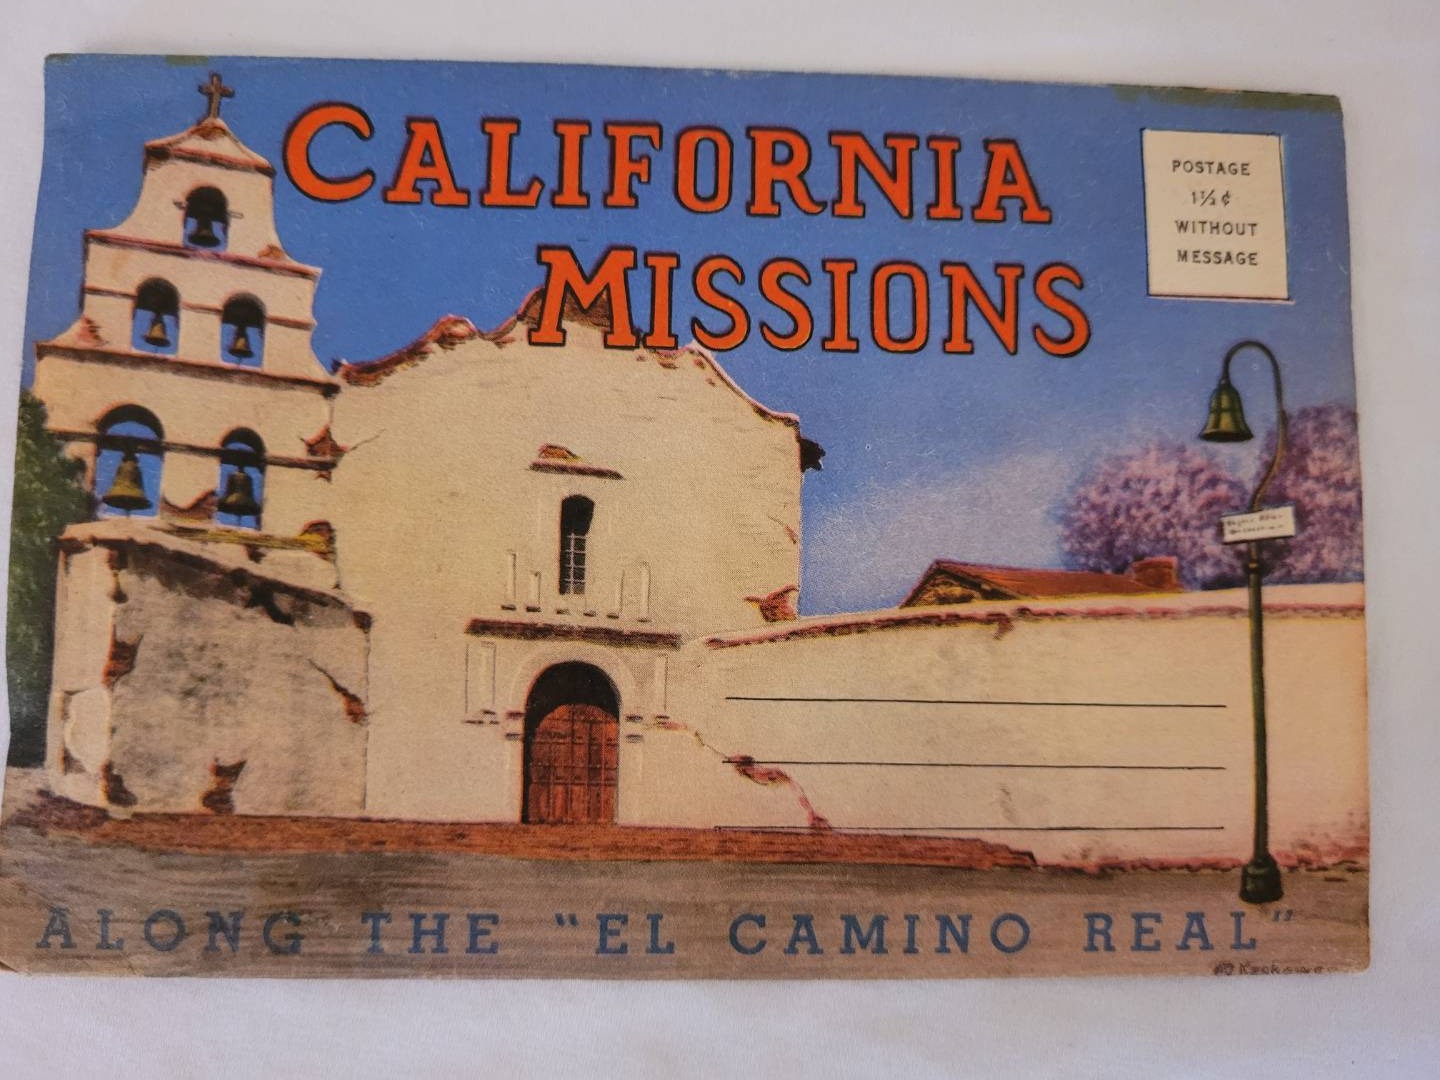 CALIFORNIA
MISSIONS
POSTAGE
1½¢
WITHOUT
MESSAGE
ALONG THE "EL CAMINO REAL"